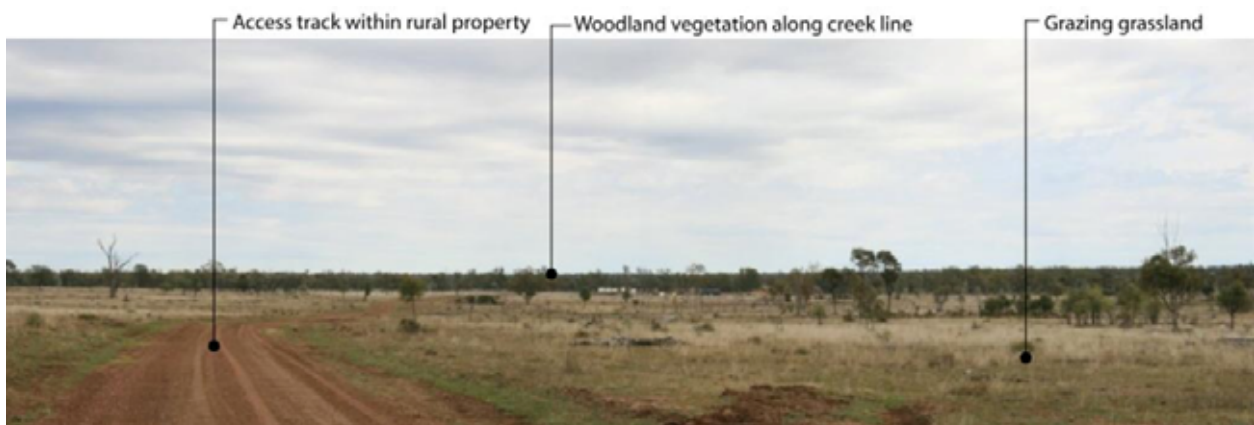 Access track within rural property
Woodland vegetation along creek line
Grazing grassland